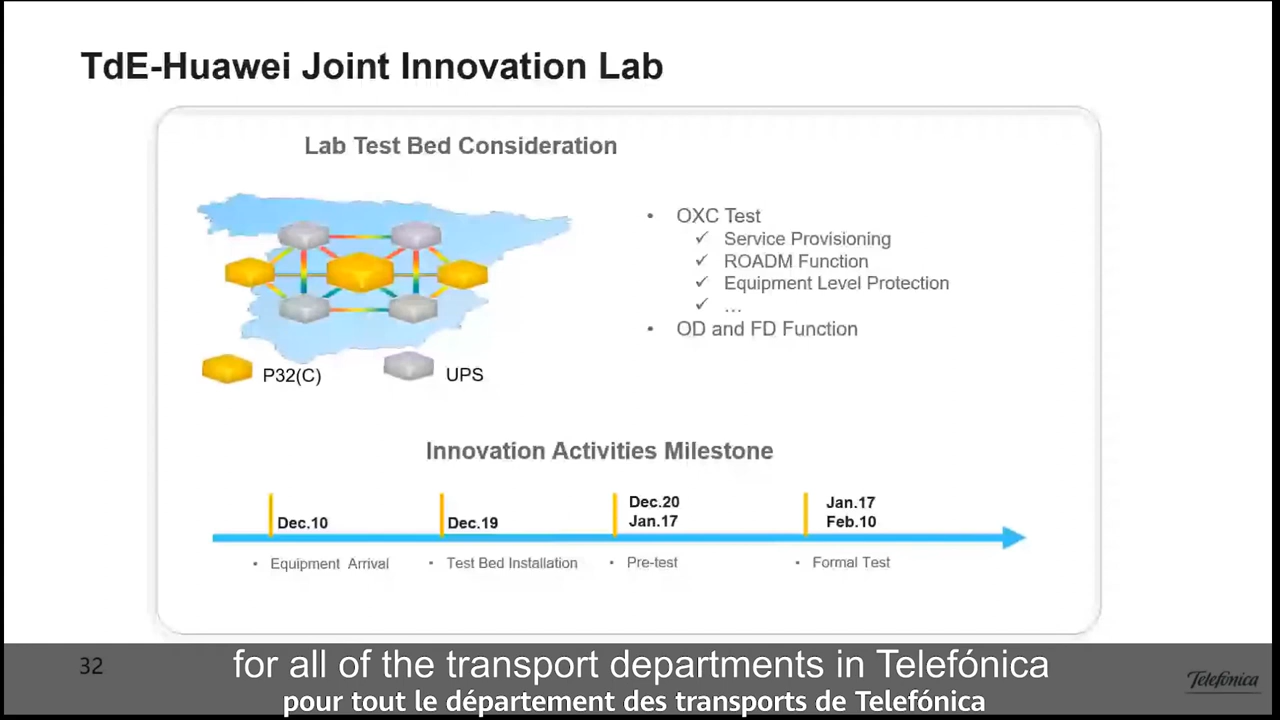 TdE-Huawei Joint Innovation Lab
Lab Test Bed Consideration
• OXC Test
✓ Service Provisioning
✓ ROADM Function
✓ Equipment Level Protection
✓ …
• OD and FD Function
P32(C)
UPS
Innovation Activities Milestone
Dec.10
Dec.19
Dec.20
Jan.17
Jan.17
Feb.10
• Equipment Arrival
• Test Bed Installation
• Pre-test
• Formal Test
32
for all of the transport departments in Telefónica
pour tout le département des transports de Telefónica
Telefónica